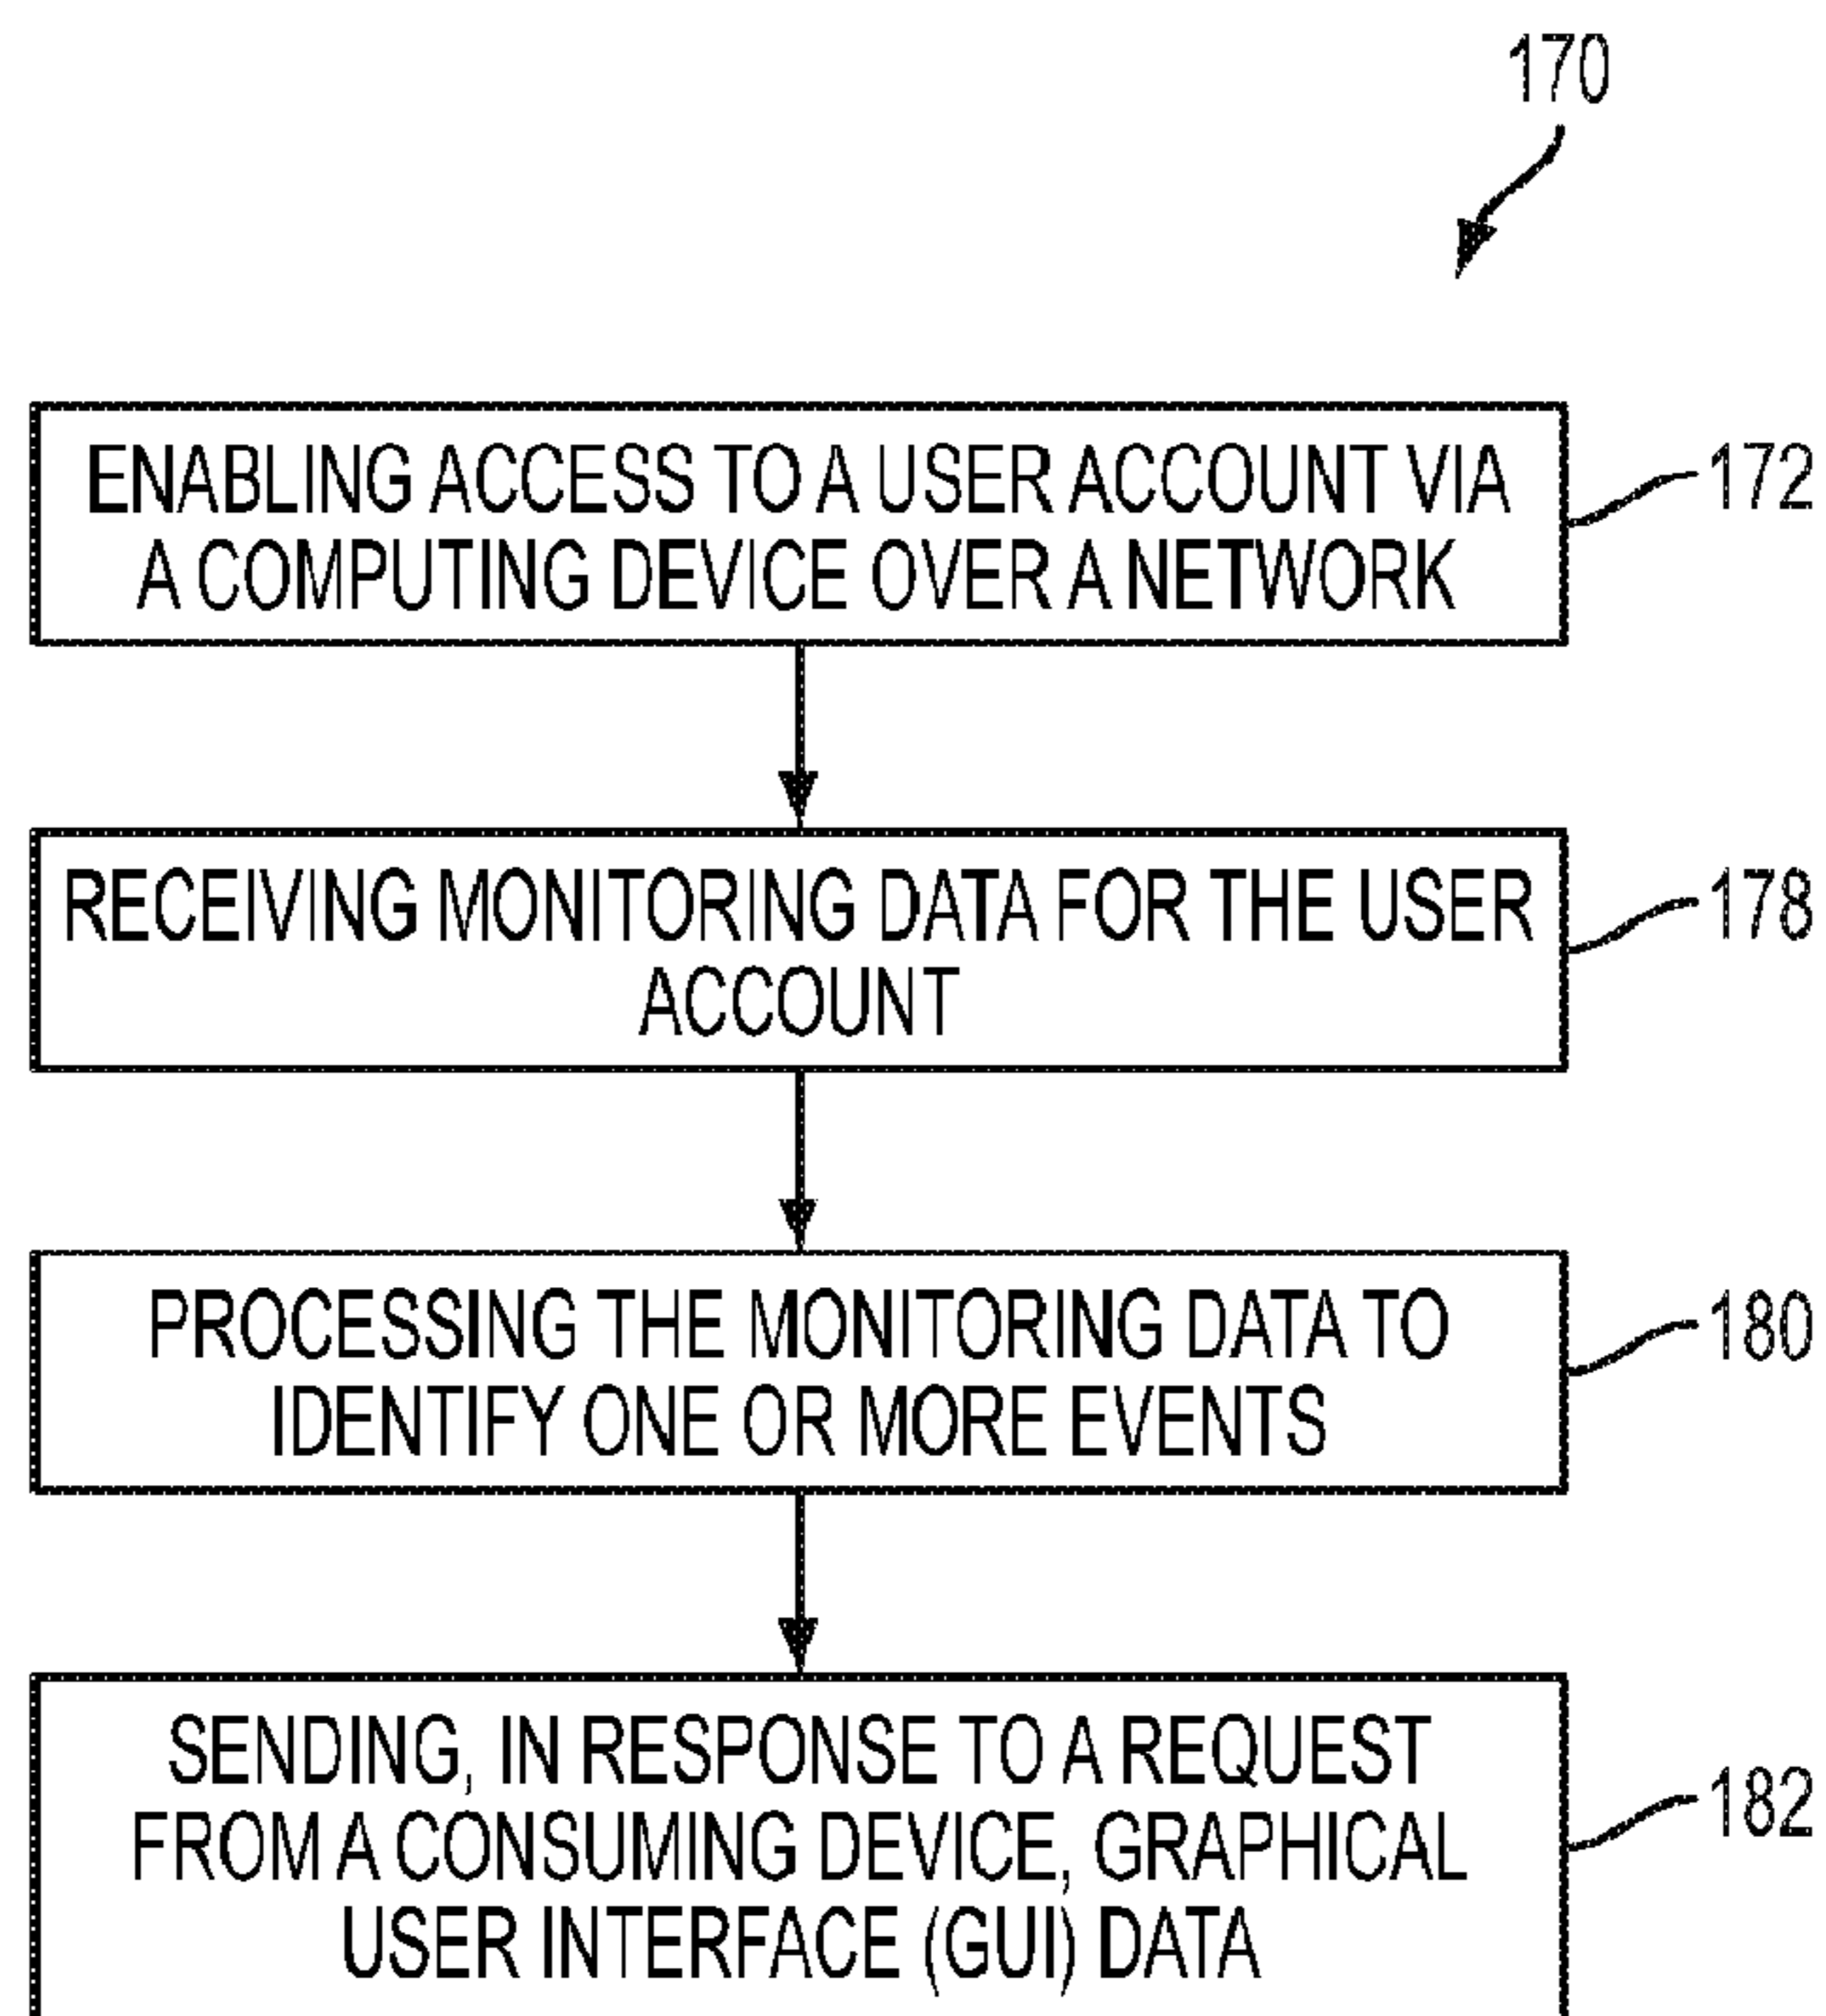 170
ENABLING ACCESS TO A USER ACCOUNT VIA
A COMPUTING DEVICE OVER A NETWORK
172
RECEIVING MONITORING DATA FOR THE USER
ACCOUNT
178
PROCESSING THE MONITORING DATA TO
IDENTIFY ONE OR MORE EVENTS
180
SENDING, IN RESPONSE TO A REQUEST
FROM A CONSUMING DEVICE, GRAPHICAL
USER INTERFACE (GUI) DATA
182